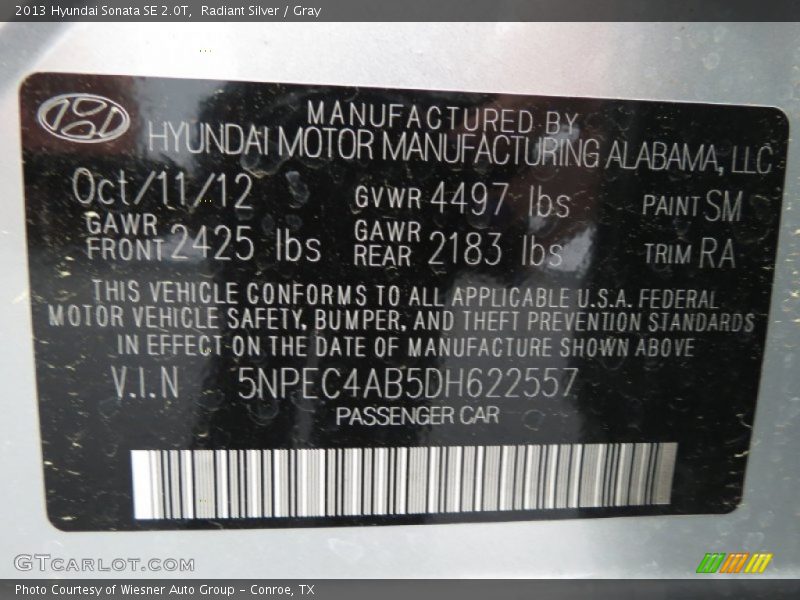 2013 Hyundai Sonata SE 2.0T, Radiant Silver / Gray
MANUFACTURED BY
HYUNDAI MOTOR MANUFACTURING ALABAMA, LLC
Oct/11/12 GVWR 4497 lbs PAINT SM
GAWR FRONT 2425 lbs GAWR REAR 2183 lbs TRIM RA
THIS VEHICLE CONFORMS TO ALL APPLICABLE U.S.A. FEDERAL
MOTOR VEHICLE SAFETY, BUMPER, AND THEFT PREVENTION STANDARDS
IN EFFECT ON THE DATE OF MANUFACTURE SHOWN ABOVE
V.I.N 5NPEC4AB5DH622557
PASSENGER CAR
GTCARLOT.COM
Photo Courtesy of Wiesner Auto Group - Conroe, TX